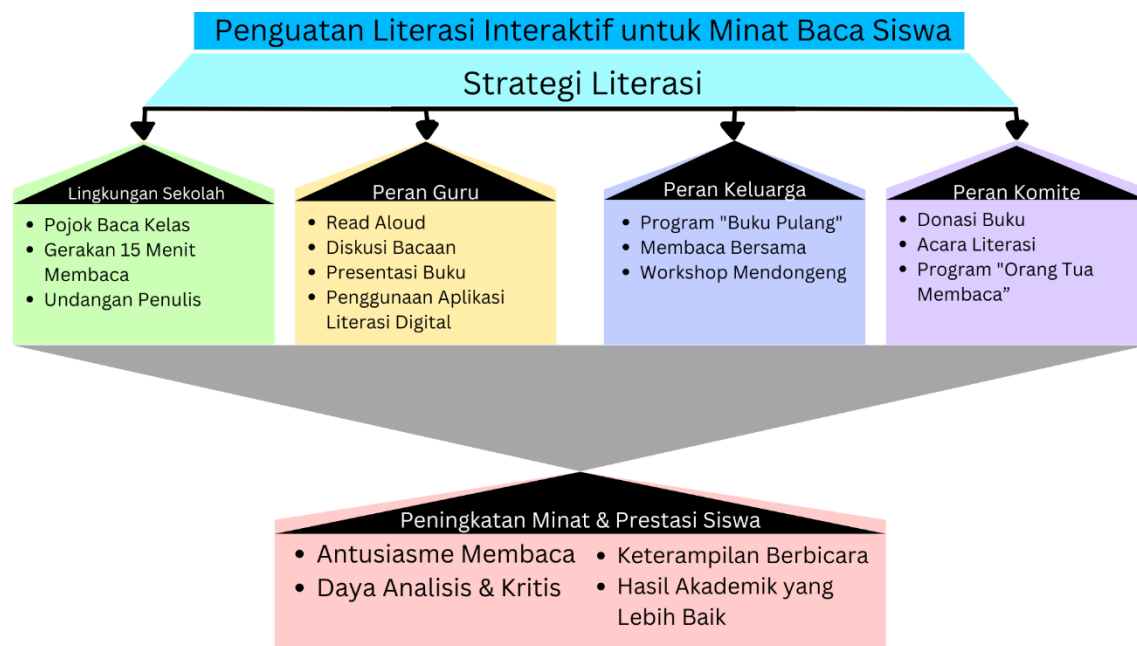 Penguatan Literasi Interaktif untuk Minat Baca Siswa
Strategi Literasi
Lingkungan Sekolah
• Pojok Baca Kelas
• Gerakan 15 Menit
Membaca
• Undangan Penulis
Peran Guru
• Read Aloud
• Diskusi Bacaan
• Presentasi Buku
• Penggunaan Aplikasi
Literasi Digital
Peran Keluarga
• Program "Buku Pulang"
• Membaca Bersama
• Workshop Mendongeng
Peran Komite
• Donasi Buku
• Acara Literasi
• Program "Orang Tua
Membaca”
Peningkatan Minat & Prestasi Siswa
• Antusiasme Membaca
• Daya Analisis & Kritis
• Keterampilan Berbicara
• Hasil Akademik yang
Lebih Baik